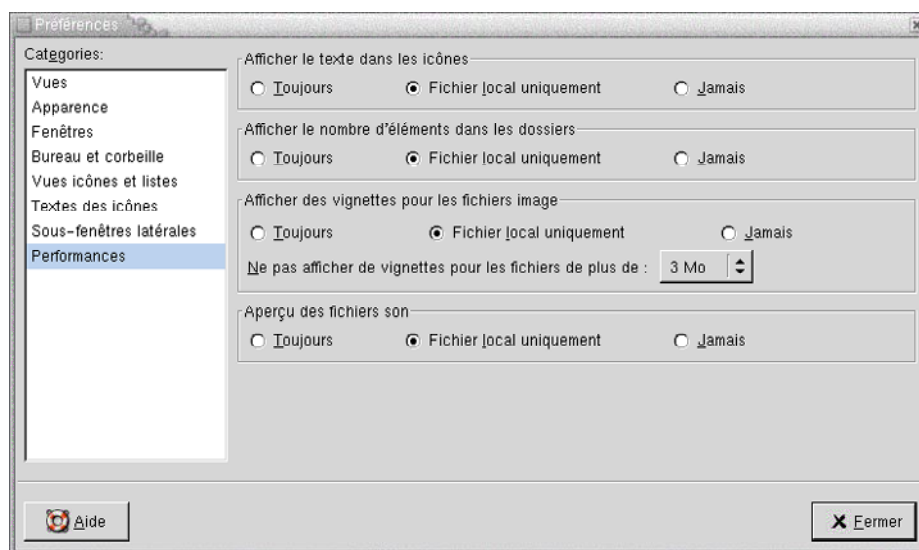 Préférences
Catégories:
Vues
Apparence
Fenêtres
Bureau et corbeille
Vues icônes et listes
Textes des icônes
Sous-fenêtres latérales
Performances
Afficher le texte dans les icônes
Toujours Fichier local uniquement Jamais
Afficher le nombre d'éléments dans les dossiers
Toujours Fichier local uniquement Jamais
Afficher des vignettes pour les fichiers image
Toujours Fichier local uniquement Jamais
Ne pas afficher de vignettes pour les fichiers de plus de : 3 Mo
Aperçu des fichiers son
Toujours Fichier local uniquement Jamais
Aide
Fermer